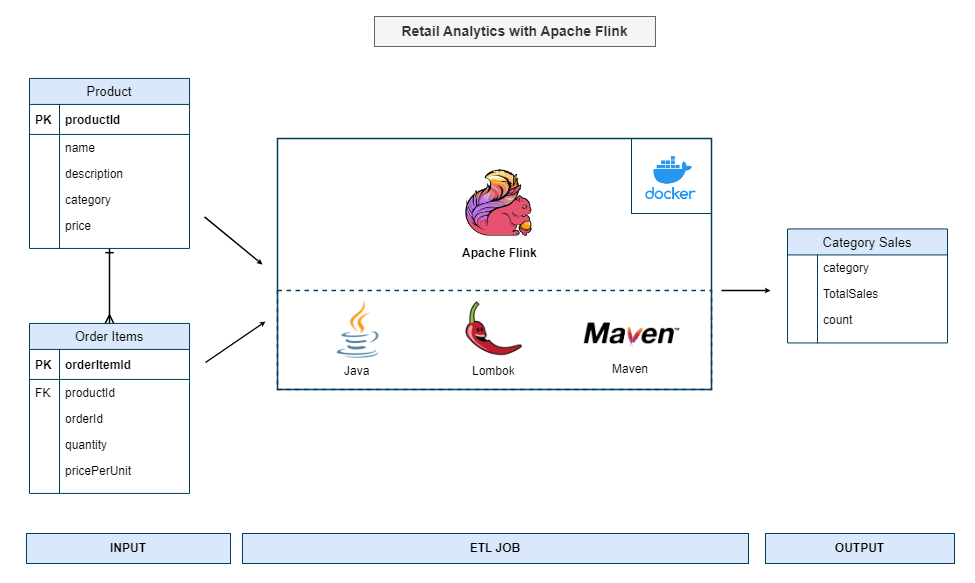 Retail Analytics with Apache Flink
Product
PK productId
name
description
category
price
Order Items
PK orderItemId
FK productId
orderId
quantity
pricePerUnit
docker
Apache Flink
Java
Lombok
Maven™
Maven
Category Sales
category
TotalSales
count
INPUT
ETL JOB
OUTPUT